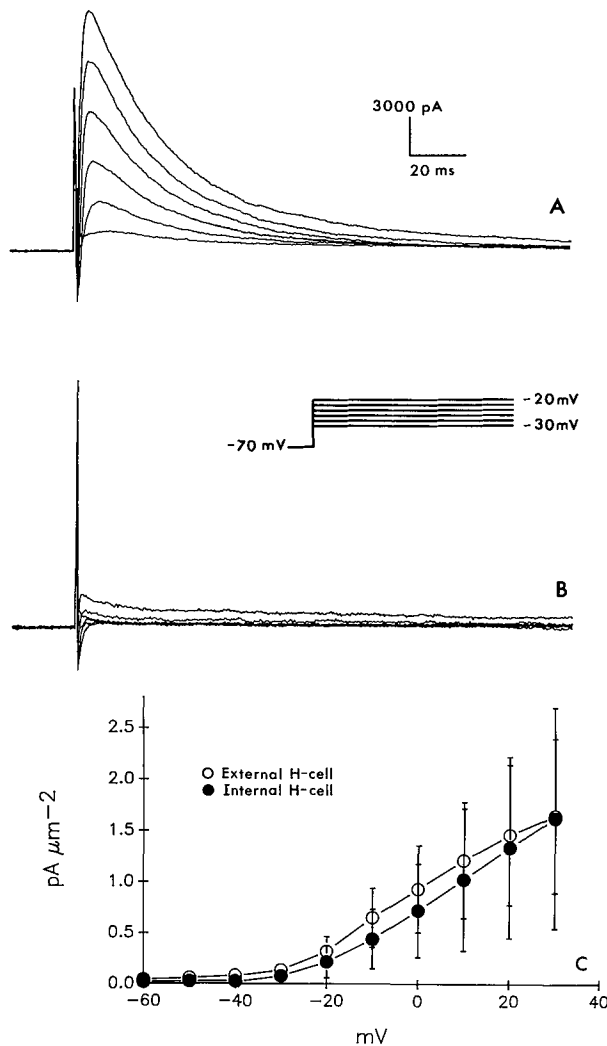 3000 pA
20 ms
A
-20mV
-30mV
-70 mV
B
2.5
2.0
1.5
1.0
0.5
0.0
pA µm-2
External H-cell
Internal H-cell
C
-60 -40 -20 0 20 40
mV